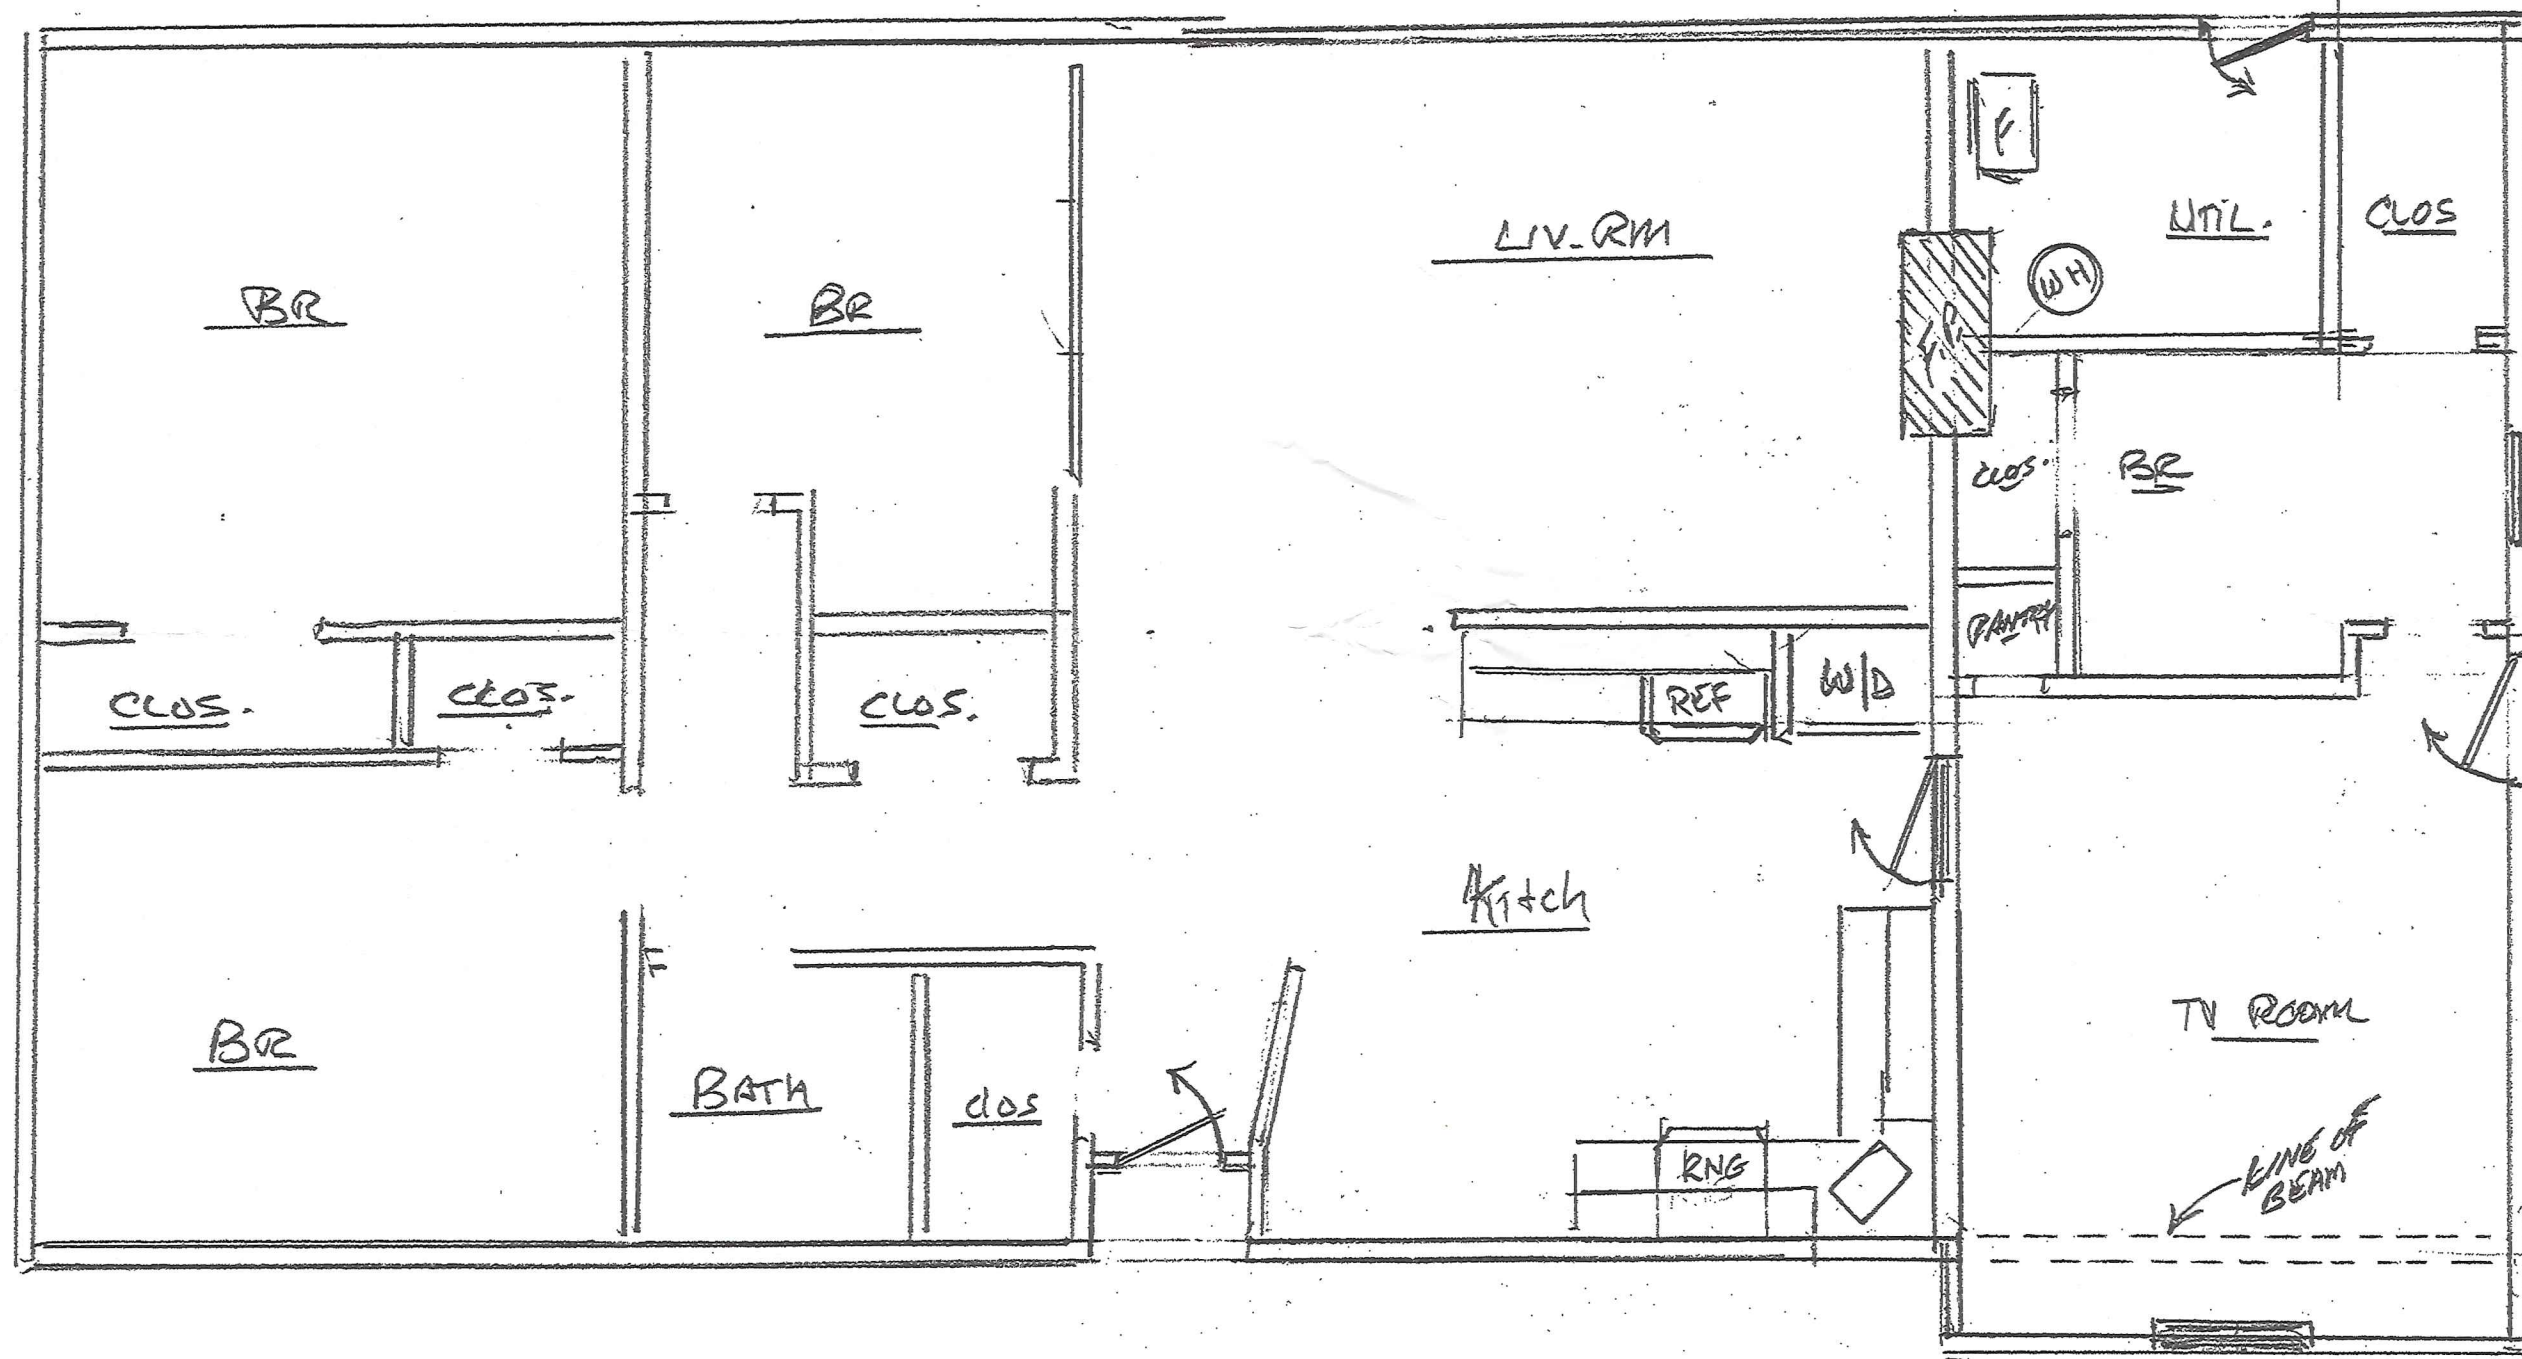 F
LIV-RM
UTIL.
CLOS
WH
BR
BR
F.P.
CLOS.
BR
PANTRY
CLOS.
CLOS.
CLOS.
REF
W/D
Kitch
TV ROOM
BR
BATH
clos
RNG
LINE OF
BEAM